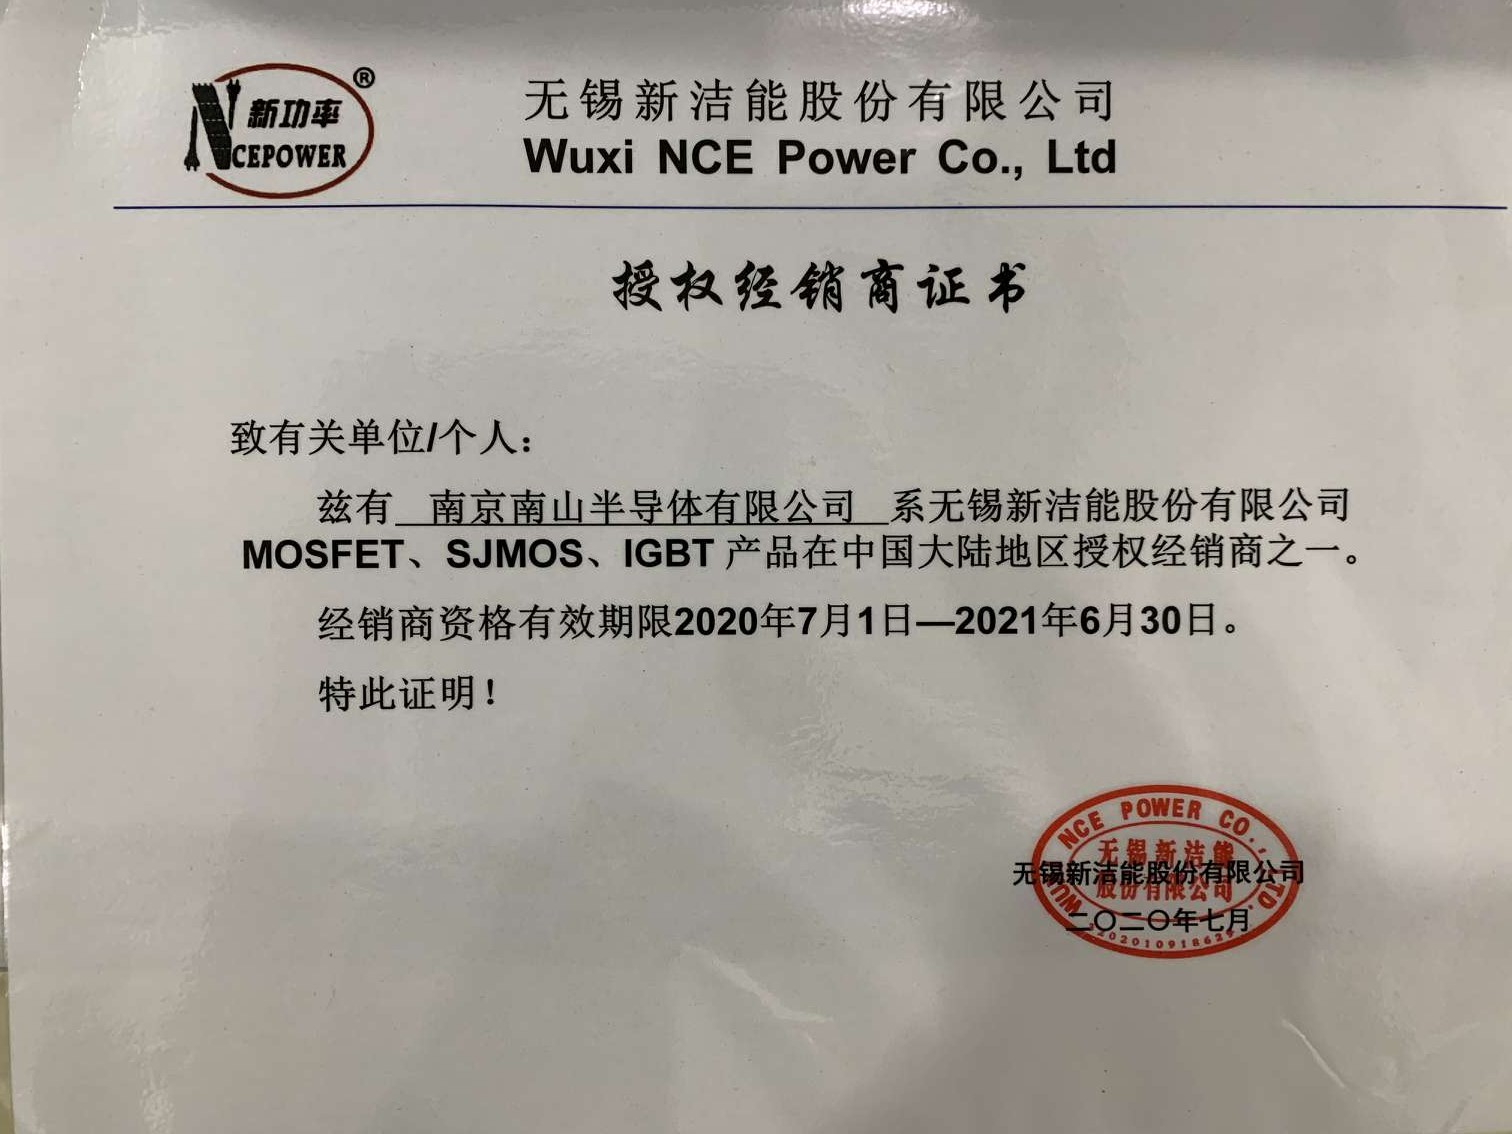 新功率
NCEPOWER
®
无锡新洁能股份有限公司
Wuxi NCE Power Co., Ltd
授权经销商证书
致有关单位/个人：
兹有 南京南山半导体有限公司 系无锡新洁能股份有限公司
MOSFET、SJMOS、IGBT 产品在中国大陆地区授权经销商之一。
经销商资格有效期限2020年7月1日—2021年6月30日。
特此证明！
WUXI NCE POWER CO., LTD.
无锡新洁能
股份有限公司
无锡新洁能股份有限公司
二〇二〇年七月